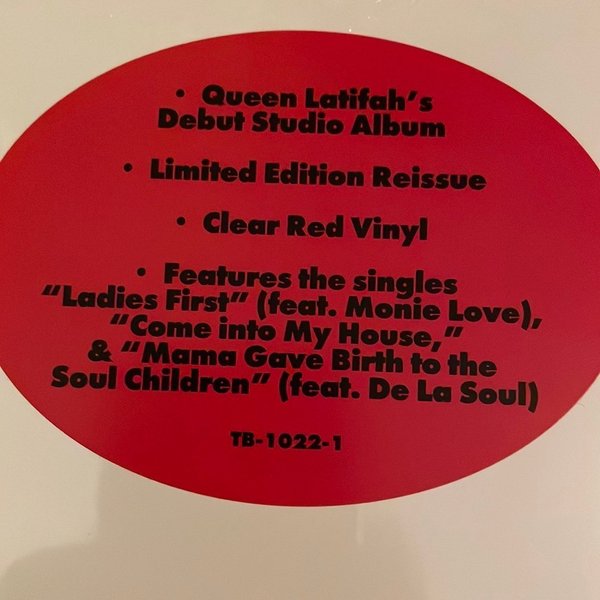 • Queen Latifah's
Debut Studio Album
• Limited Edition Reissue
• Clear Red Vinyl
• Features the singles
"Ladies First" (feat. Monie Love),
"Come into My House,"
& "Mama Gave Birth to the
Soul Children" (feat. De La Soul)
TB-1022-1